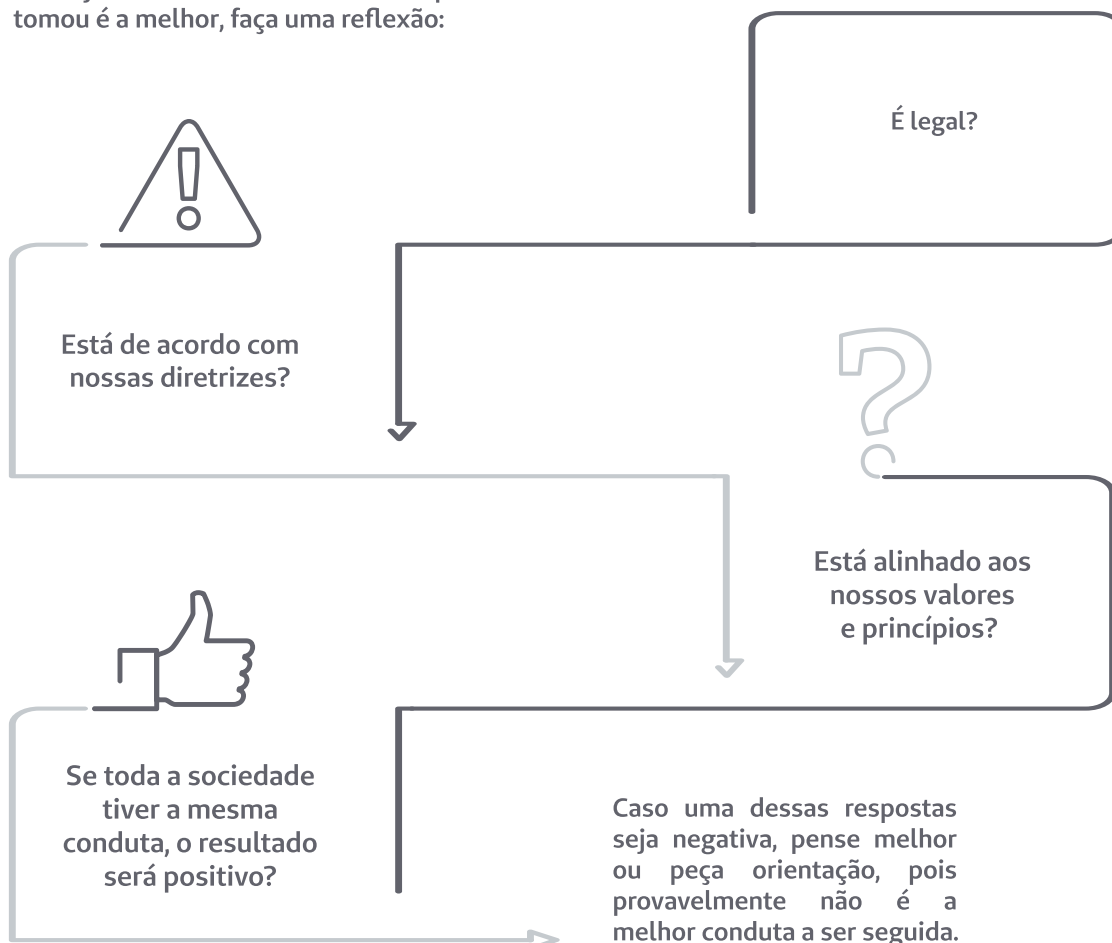 tomou é a melhor, faça uma reflexão:
É legal?
Está de acordo com
nossas diretrizes?
Está alinhado aos
nossos valores
e princípios?
Se toda a sociedade
tiver a mesma
conduta, o resultado
será positivo?
Caso uma dessas respostas
seja negativa, pense melhor
ou peça orientação, pois
provavelmente não é a
melhor conduta a ser seguida.